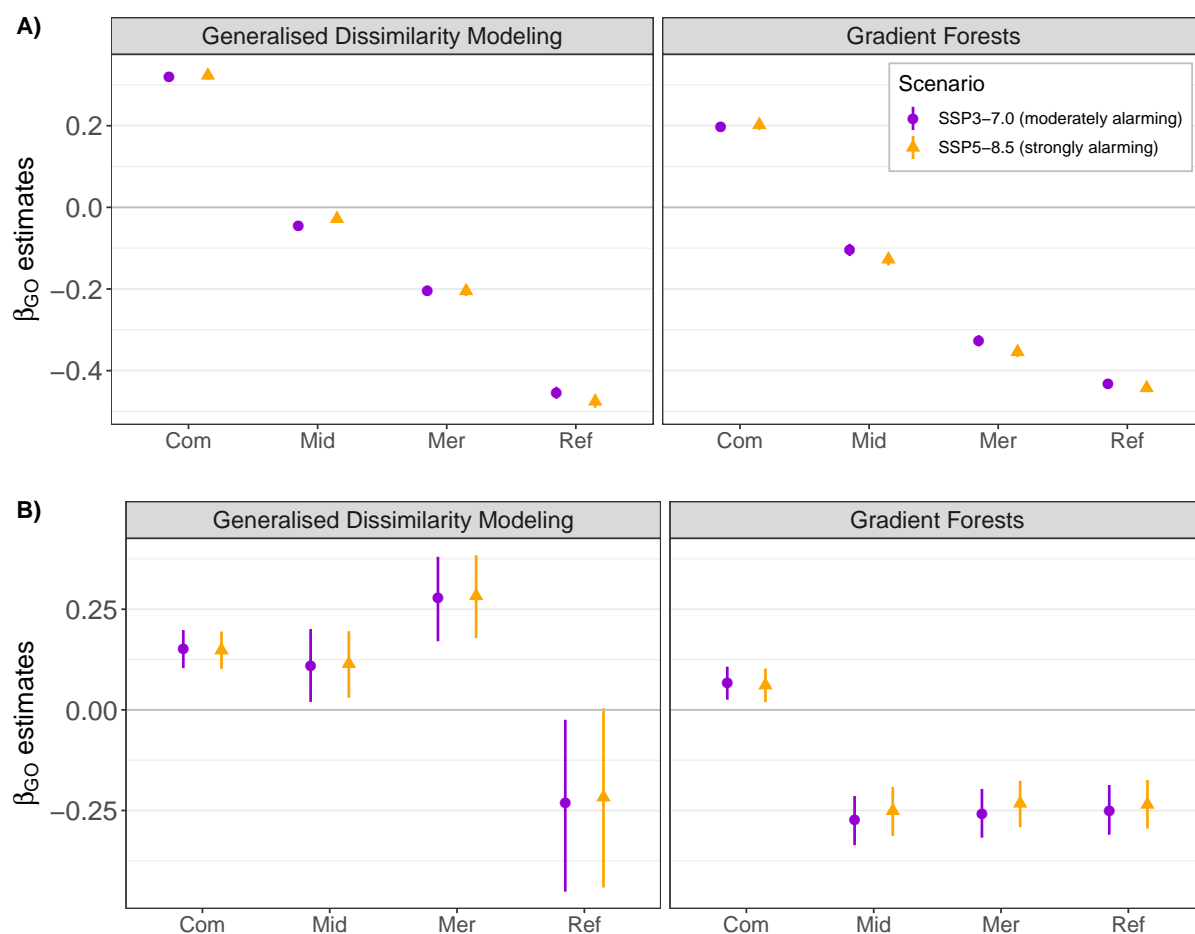 A)
Generalised Dissimilarity Modeling
Gradient Forests
Scenario
SSP3−7.0 (moderately alarming)
SSP5−8.5 (strongly alarming)
βGO estimates
0.2
0.0
−0.2
−0.4
Com Mid Mer Ref
Com Mid Mer Ref
B)
Generalised Dissimilarity Modeling
Gradient Forests
βGO estimates
0.25
0.00
−0.25
Com Mid Mer Ref
Com Mid Mer Ref